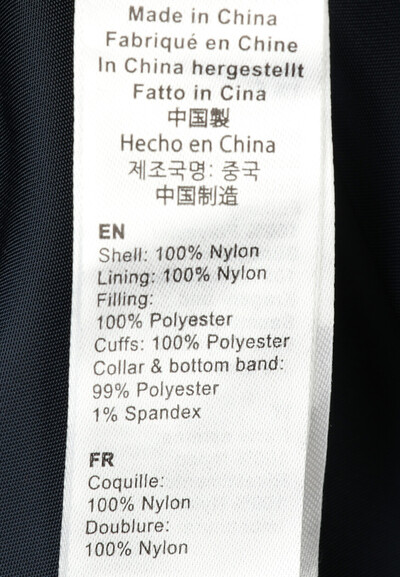 Made in China
Fabriqué en Chine
In China hergestellt
Fatto in Cina
中国製
Hecho en China
제조국명: 중국
中国制造
EN
Shell: 100% Nylon
Lining: 100% Nylon
Filling:
100% Polyester
Cuffs: 100% Polyester
Collar & bottom band:
99% Polyester
1% Spandex
FR
Coquille:
100% Nylon
Doublure:
100% Nylon